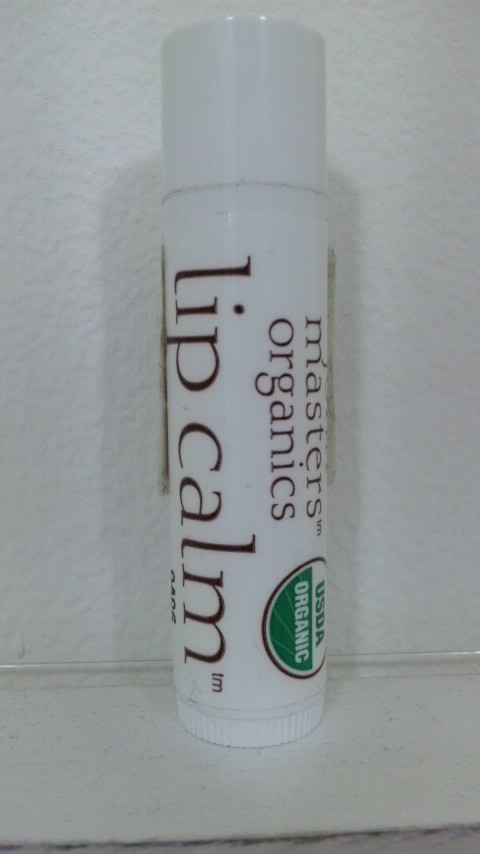 masters™
organics
lip calm™
USDA
ORGANIC